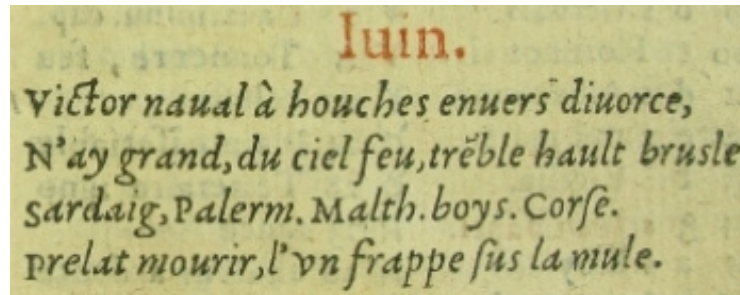 Iuin.
Victor naual à houches enuers diuorce,
N'ay grand, du ciel feu, trẽble hault brusle
Sardaig, Palerm. Malth. boys. Corſe.
Prelat mourir, l'vn frappe ſus la mule.